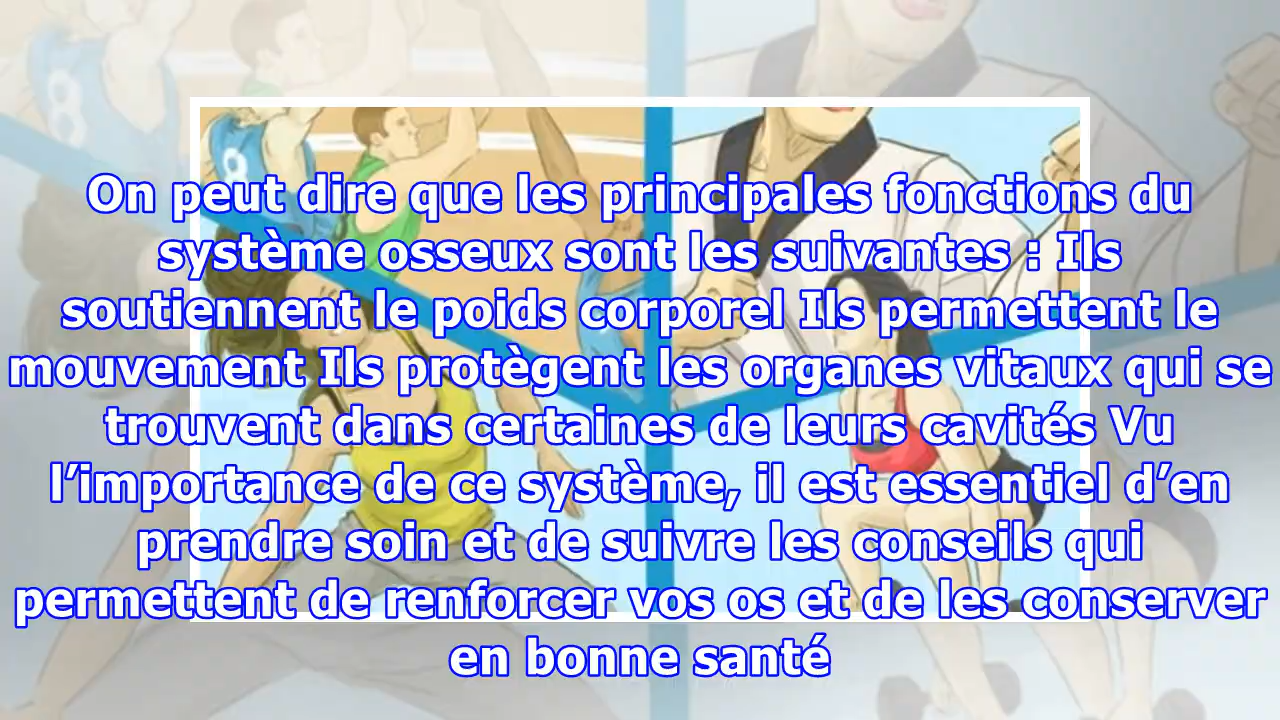 8
On peut dire que les principales fonctions du
système osseux sont les suivantes : Ils
soutiennent le poids corporel Ils permettent le
mouvement Ils protègent les organes vitaux qui se
trouvent dans certaines de leurs cavités Vu
l’importance de ce système, il est essentiel d’en
prendre soin et de suivre les conseils qui
permettent de renforcer vos os et de les conserver
en bonne santé